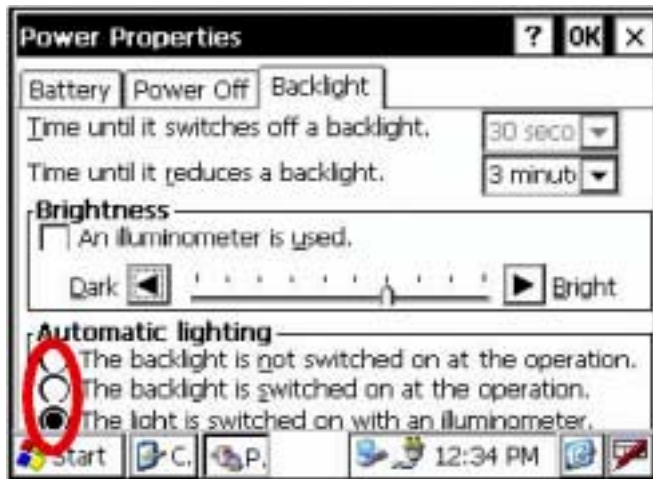 Power Properties ? OK ×
Battery Power Off Backlight
Time until it switches off a backlight. 30 seco
Time until it reduces a backlight. 3 minut
Brightness
An illuminometer is used.
Dark Bright
Automatic lighting
The backlight is not switched on at the operation.
The backlight is switched on at the operation.
The light is switched on with an illuminometer.
Start C. P. 12:34 PM